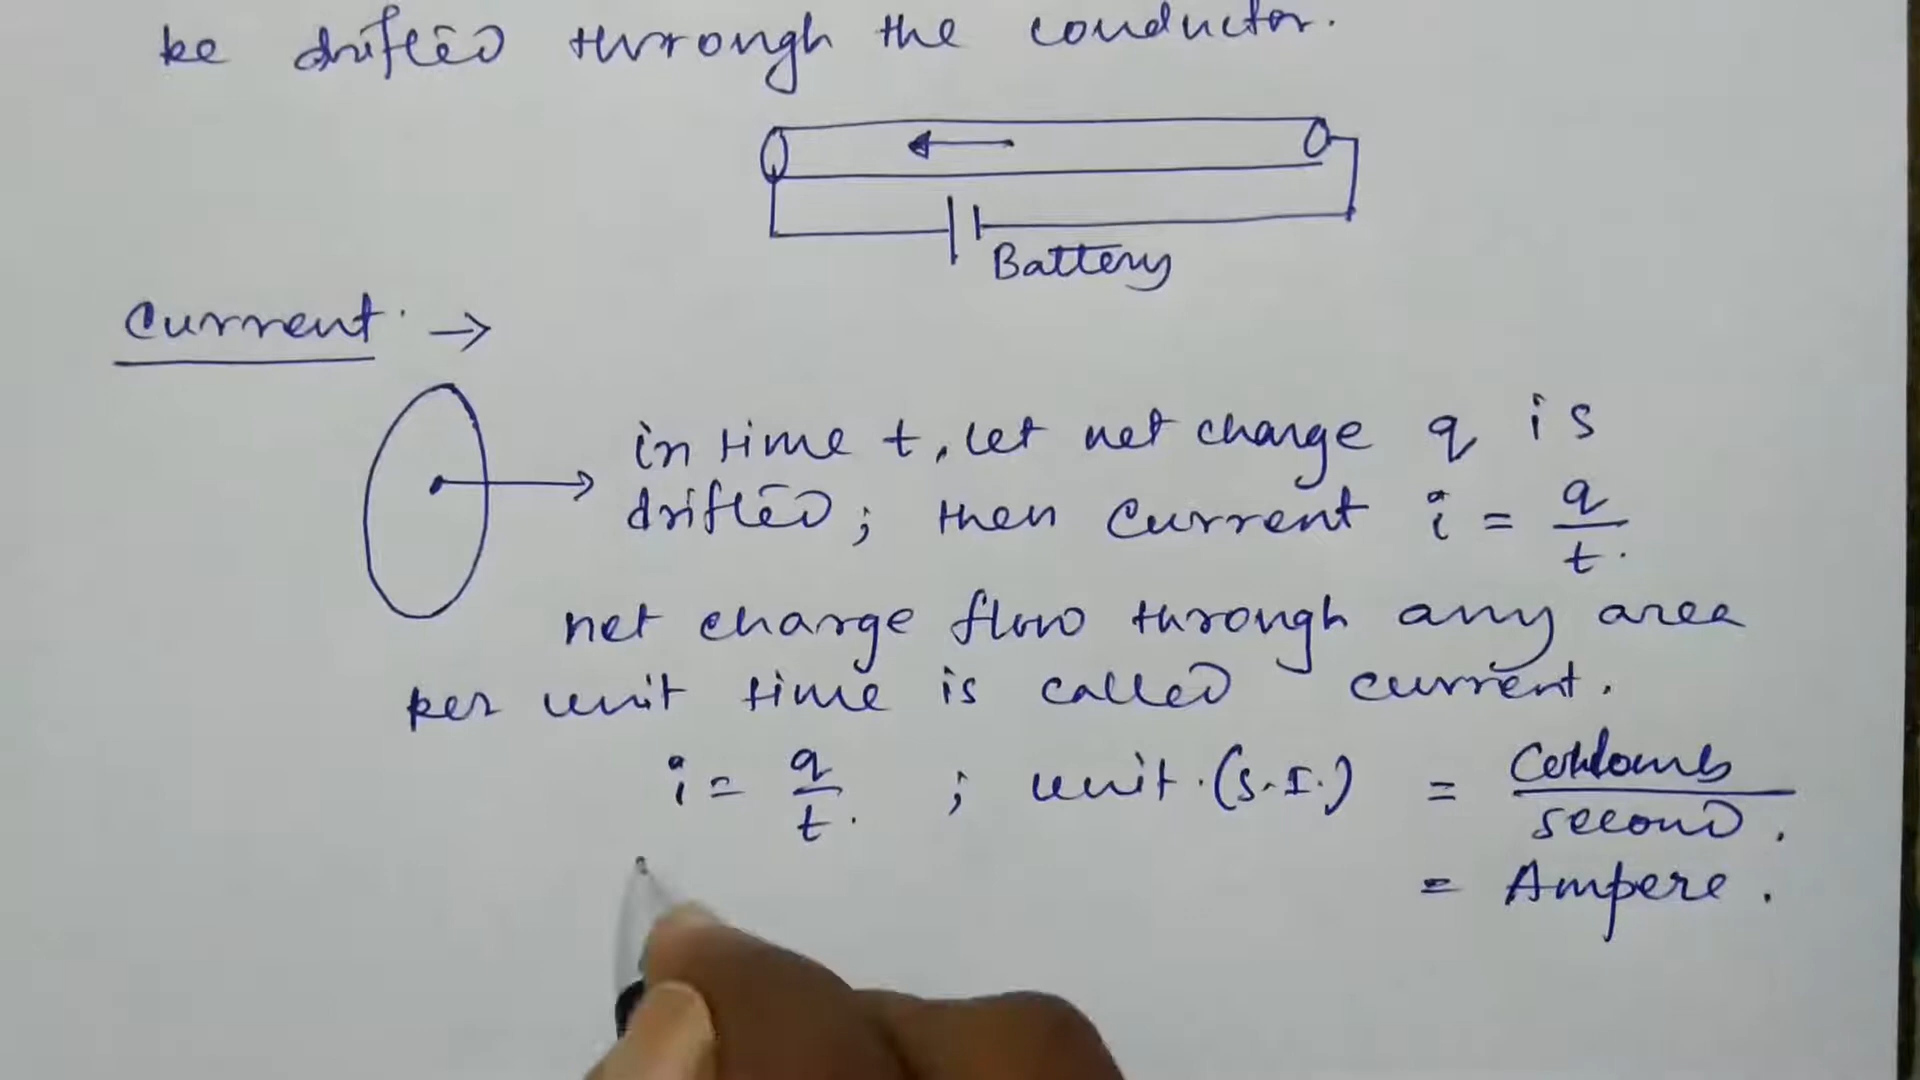 be drifted through the conductor.
Battery
Current →
in time t, let net charge q is
drifted; then current i = q/t.
net charge flow through any area
per unit time is called current.
i = q/t. ; unit. (S.I.) = Coulomb/second.
= Ampere.